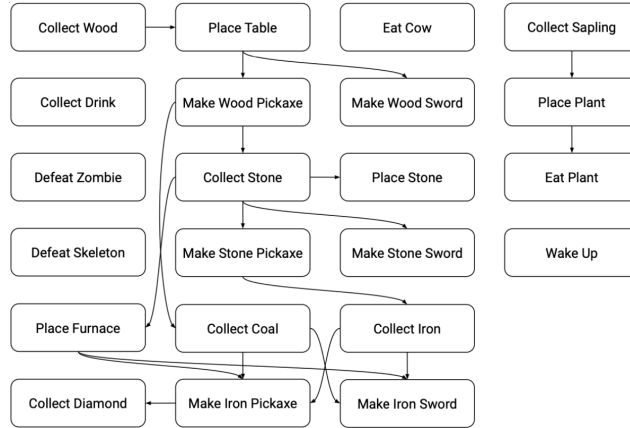 Collect Wood
Place Table
Eat Cow
Collect Sapling
Collect Drink
Make Wood Pickaxe
Make Wood Sword
Place Plant
Defeat Zombie
Collect Stone
Place Stone
Eat Plant
Defeat Skeleton
Make Stone Pickaxe
Make Stone Sword
Wake Up
Place Furnace
Collect Coal
Collect Iron
Collect Diamond
Make Iron Pickaxe
Make Iron Sword